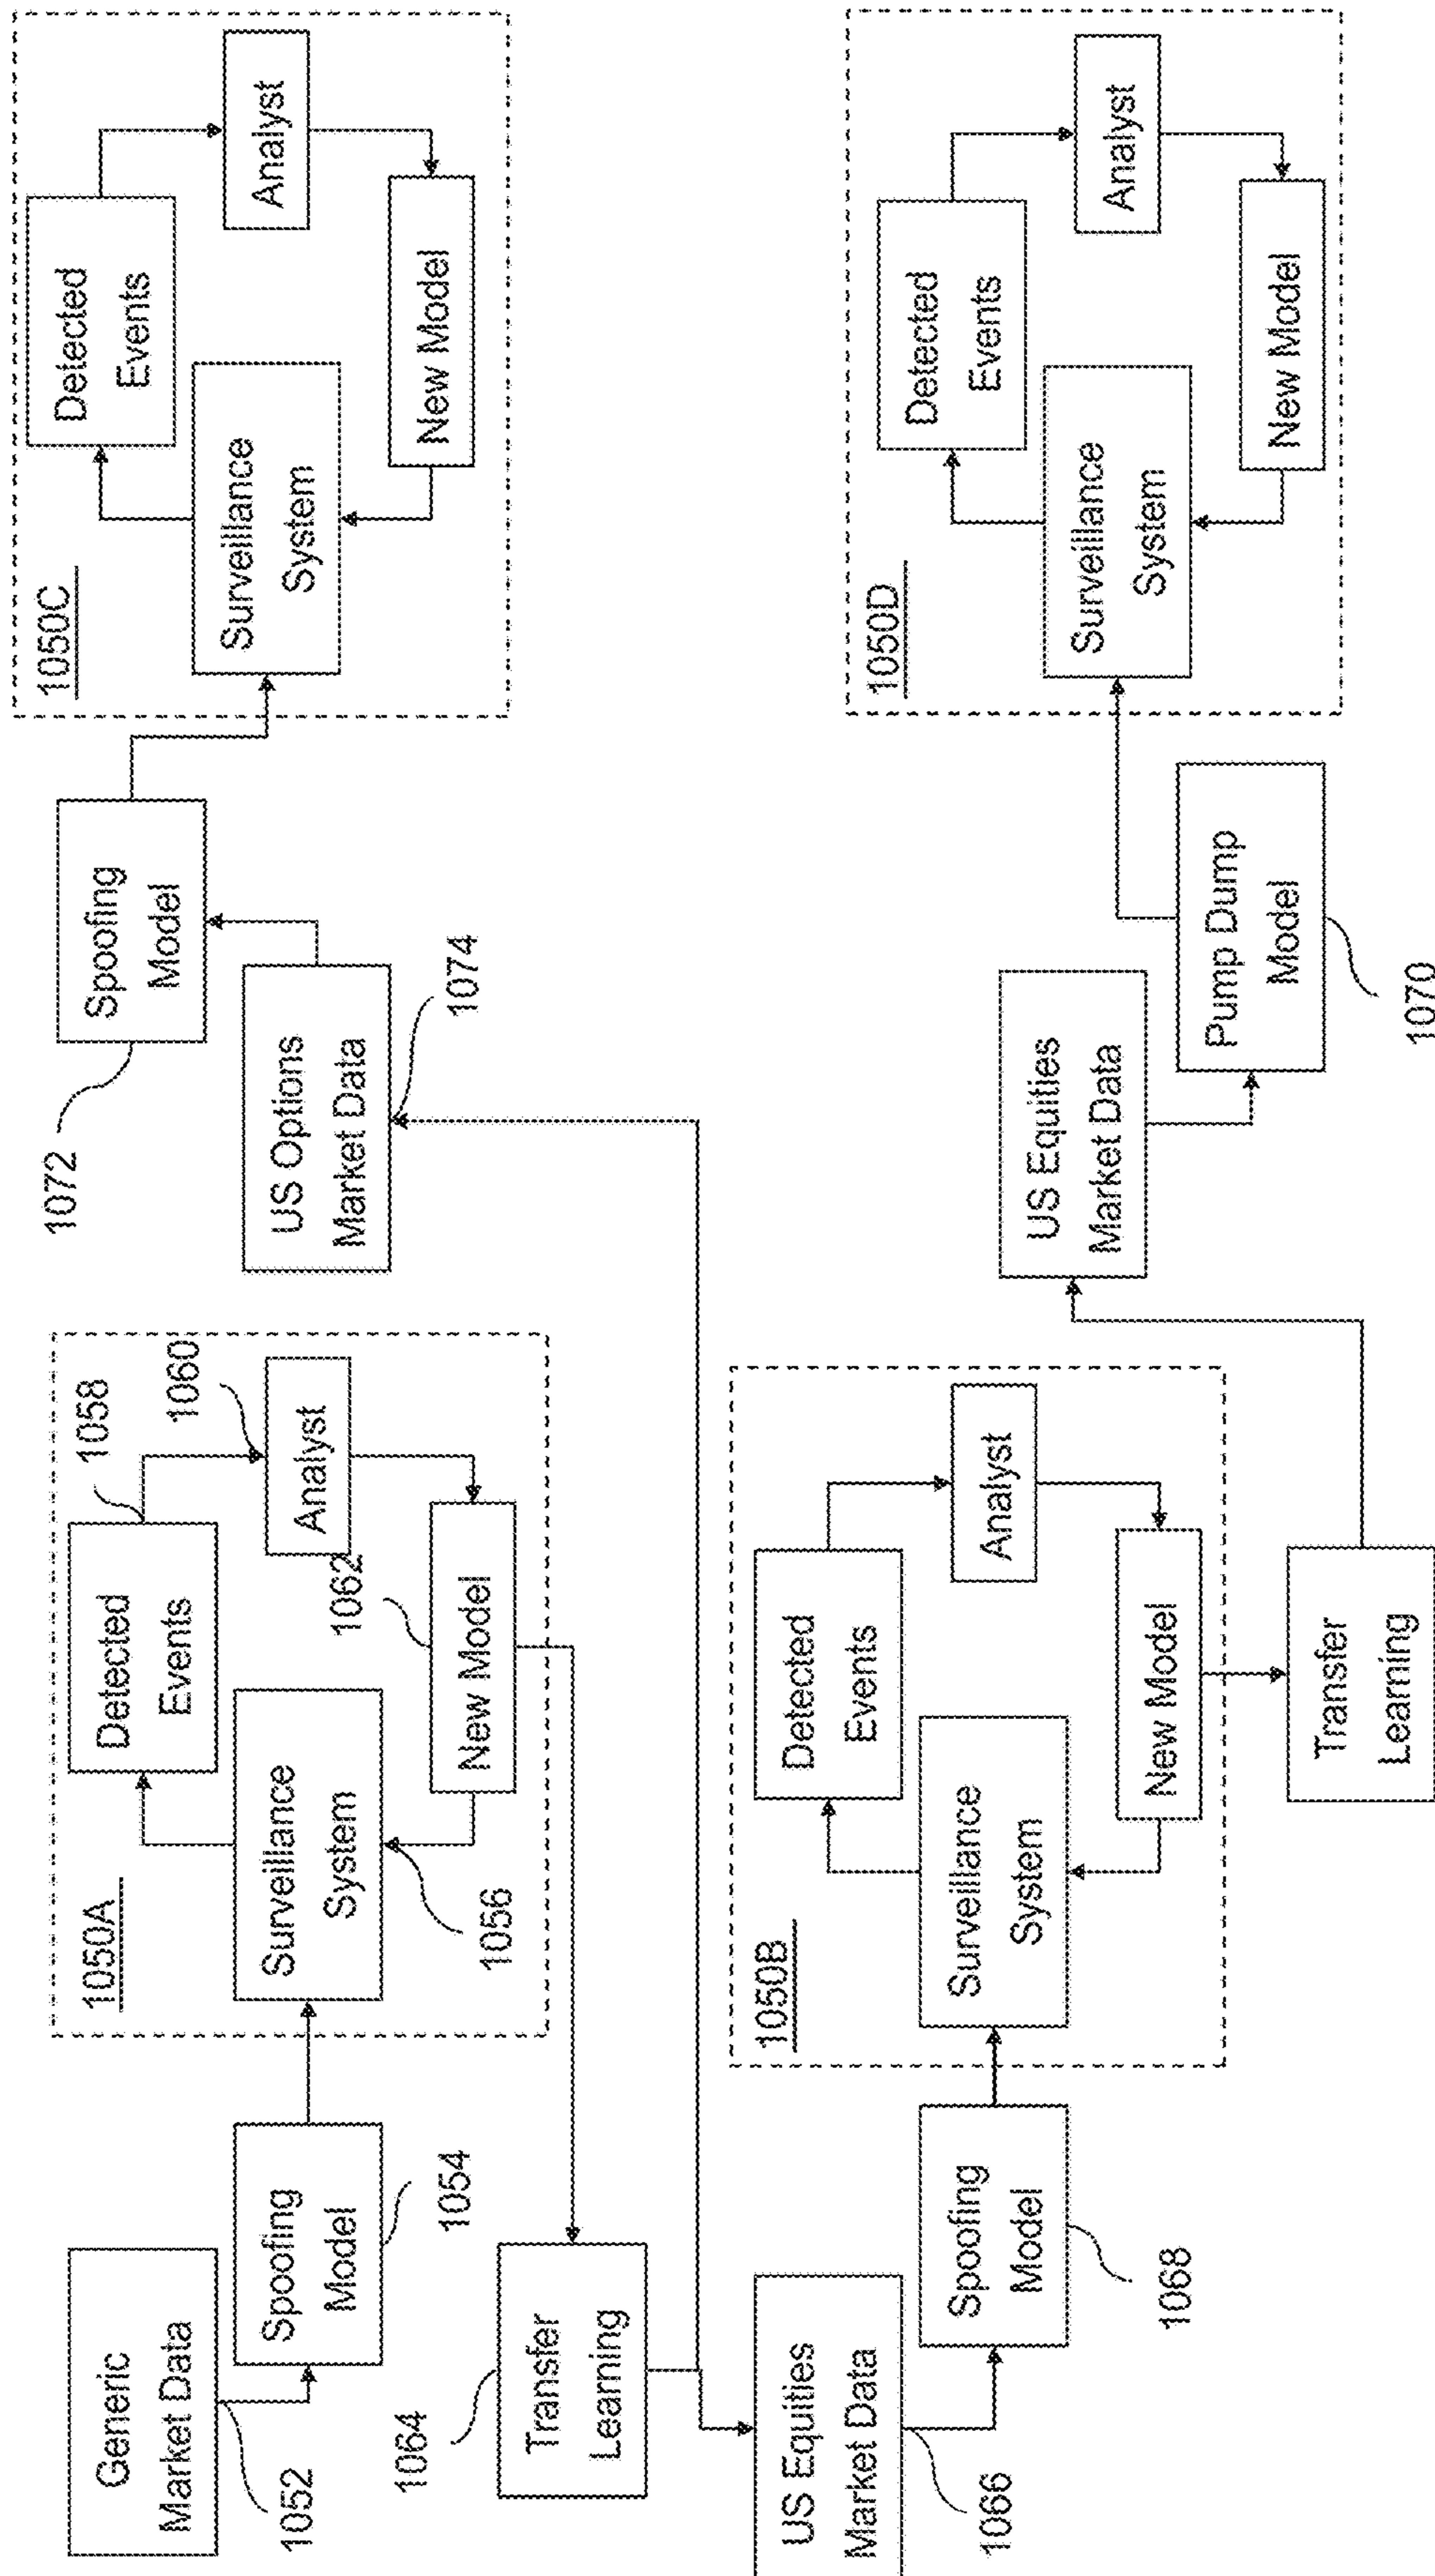 Generic
Market Data
1052
Spoofing
Model
1054
1050A
Surveillance
System
1056
Detected
Events
1058
1060
Analyst
1062
New Model
1064
Transfer
Learning
1072
Spoofing
Model
US Options
Market Data
1074
1050C
Surveillance
System
Detected
Events
Analyst
New Model
US Equities
Market Data
1066
Spoofing
Model
1068
1050B
Surveillance
System
Detected
Events
Analyst
New Model
Transfer
Learning
US Equities
Market Data
Pump Dump
Model
1070
1050D
Surveillance
System
Detected
Events
Analyst
New Model